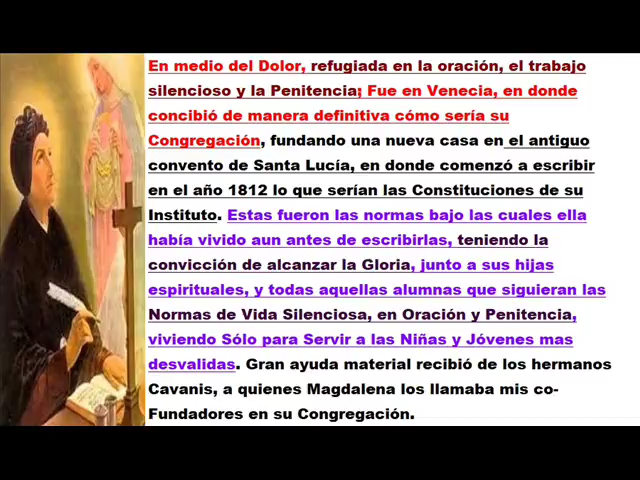 En medio del Dolor, refugiada en la oración, el trabajo
silencioso y la Penitencia; Fue en Venecia, en donde
concibió de manera definitiva cómo sería su
Congregación, fundando una nueva casa en el antiguo
convento de Santa Lucía, en donde comenzó a escribir
en el año 1812 lo que serían las Constituciones de su
Instituto. Estas fueron las normas bajo las cuales ella
había vivido aun antes de escribirlas, teniendo la
convicción de alcanzar la Gloria, junto a sus hijas
espirituales, y todas aquellas alumnas que siguieran las
Normas de Vida Silenciosa, en Oración y Penitencia,
viviendo Sólo para Servir a las Niñas y Jóvenes mas
desvalidas. Gran ayuda material recibió de los hermanos
Cavanis, a quienes Magdalena los llamaba mis co-
Fundadores en su Congregación.